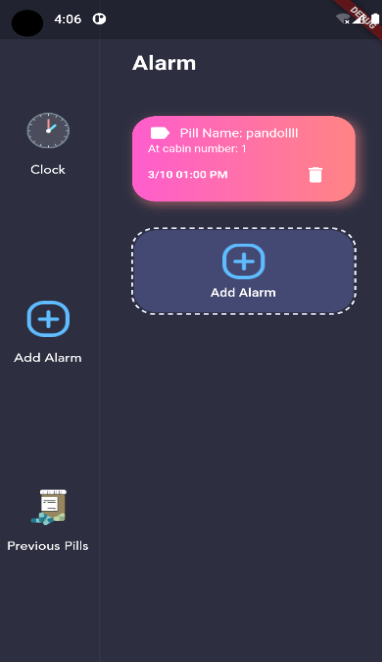 4:06
DEBUG
Alarm
Clock
Pill Name: pandollll
At cabin number: 1
3/10 01:00 PM
Add Alarm
Add Alarm
Previous Pills